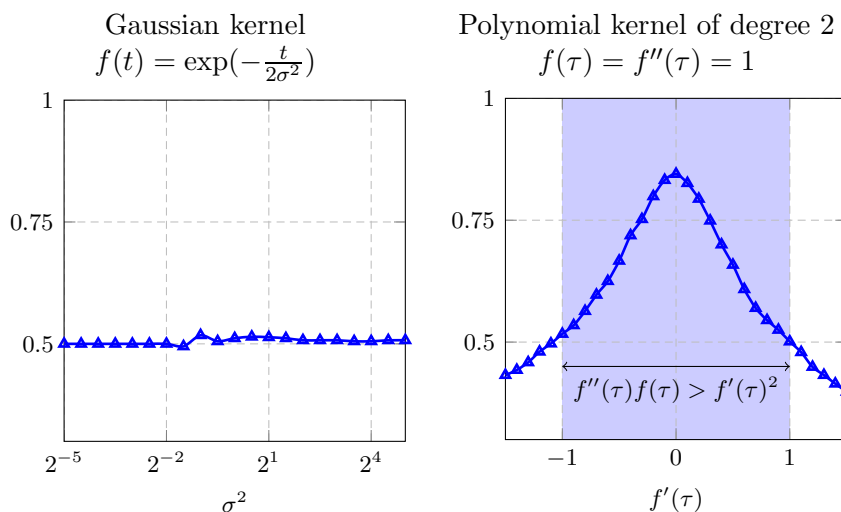 Gaussian kernel
f(t) = exp(−t/2σ²)
1
0.75
0.5
2⁻⁵
2⁻²
2¹
2⁴
σ²
Polynomial kernel of degree 2
f(τ) = f′′(τ) = 1
1
0.75
0.5
f′′(τ)f(τ) > f′(τ)²
−1
0
1
f′(τ)